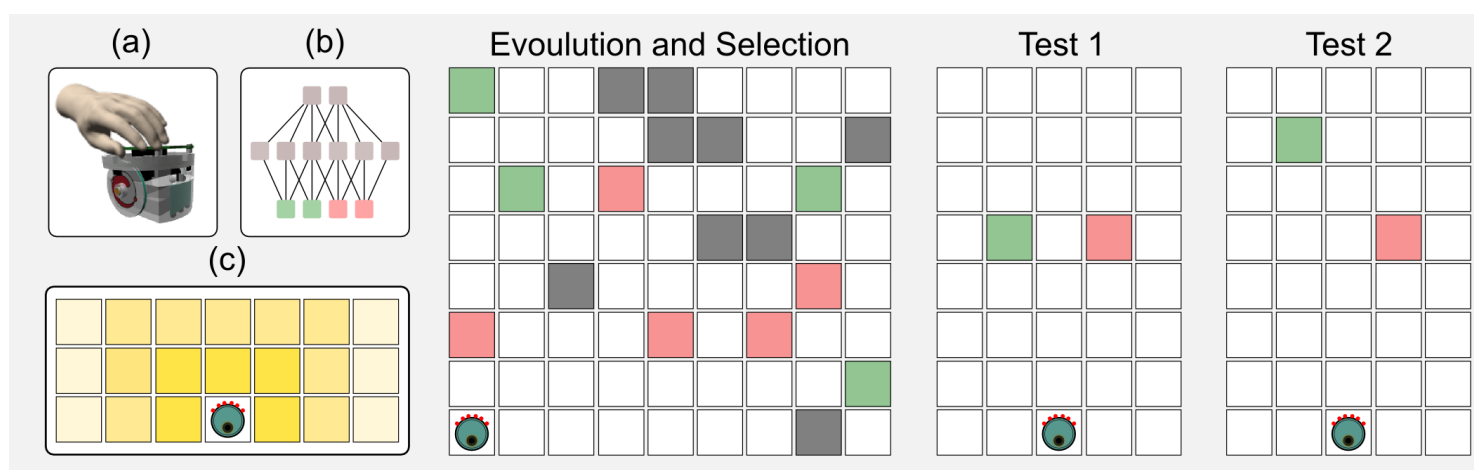 (a)
(b)
Evoulution and Selection
Test 1
Test 2
(c)